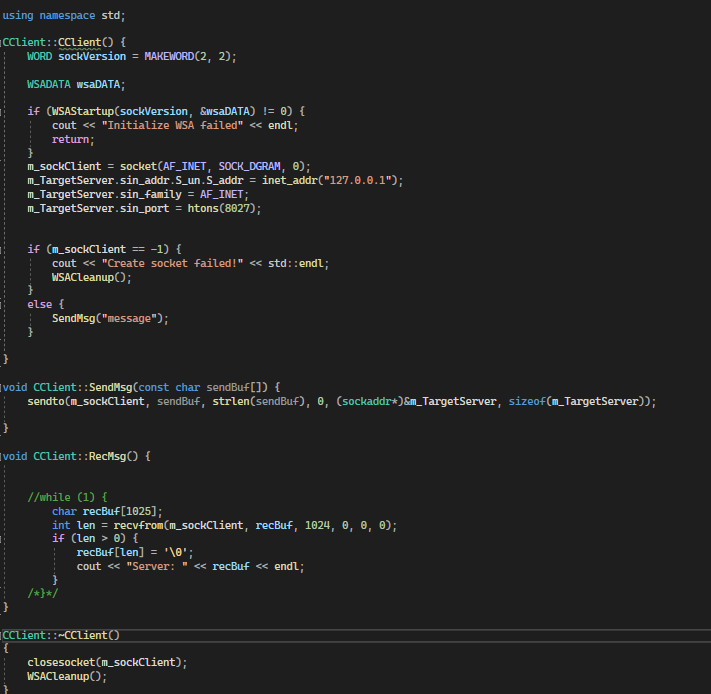 using namespace std;
CClient::CClient() {
WORD sockVersion = MAKEWORD(2, 2);
WSADATA wsaDATA;
if (WSAStartup(sockVersion, &wsaDATA) != 0) {
cout << "Initialize WSA failed" << endl;
return;
}
m_sockClient = socket(AF_INET, SOCK_DGRAM, 0);
m_TargetServer.sin_addr.S_un.S_addr = inet_addr("127.0.0.1");
m_TargetServer.sin_family = AF_INET;
m_TargetServer.sin_port = htons(8027);
if (m_sockClient == -1) {
cout << "Create socket failed!" << std::endl;
WSACleanup();
}
else {
SendMsg("message");
}
}
void CClient::SendMsg(const char sendBuf[]) {
sendto(m_sockClient, sendBuf, strlen(sendBuf), 0, (sockaddr*)&m_TargetServer, sizeof(m_TargetServer));
}
void CClient::RecMsg() {
//while (1) {
char recBuf[1025];
int len = recvfrom(m_sockClient, recBuf, 1024, 0, 0, 0);
if (len > 0) {
recBuf[len] = '\0';
cout << "Server: " << recBuf << endl;
}
/*}*/
}
CClient::~CClient()
{
closesocket(m_sockClient);
WSACleanup();
}